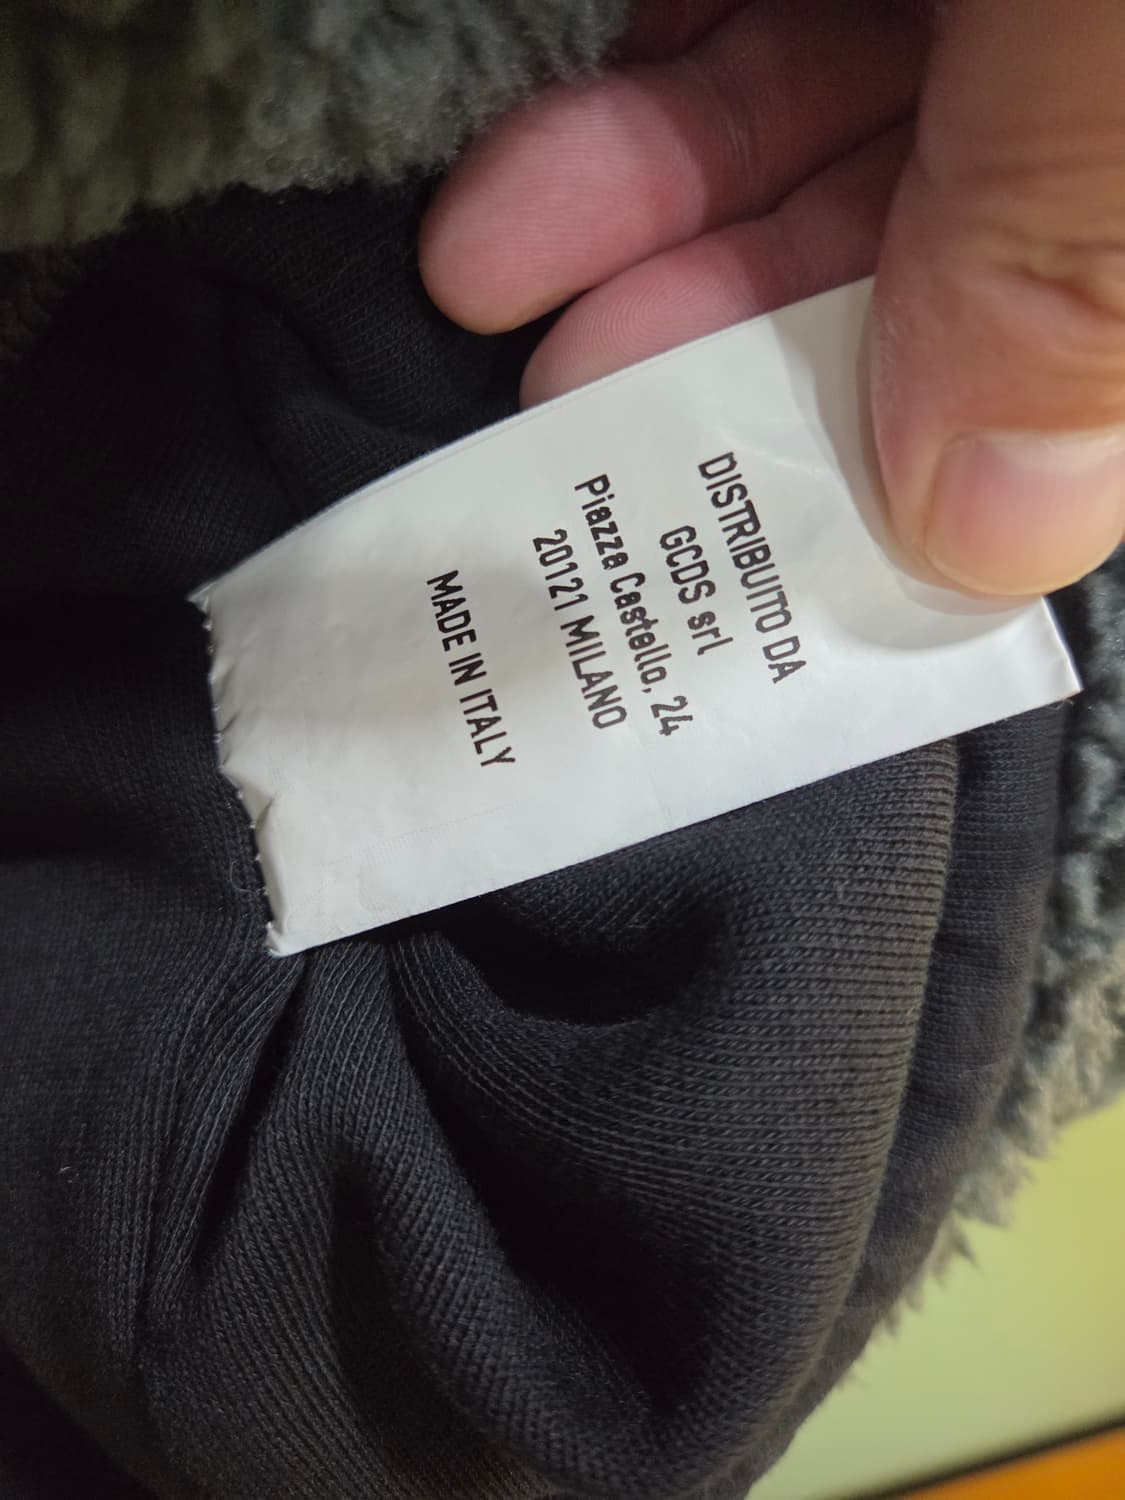 DISTRIBUITO DA
GCDS srl
Piazza Castello, 24
20121 MILANO
MADE IN ITALY